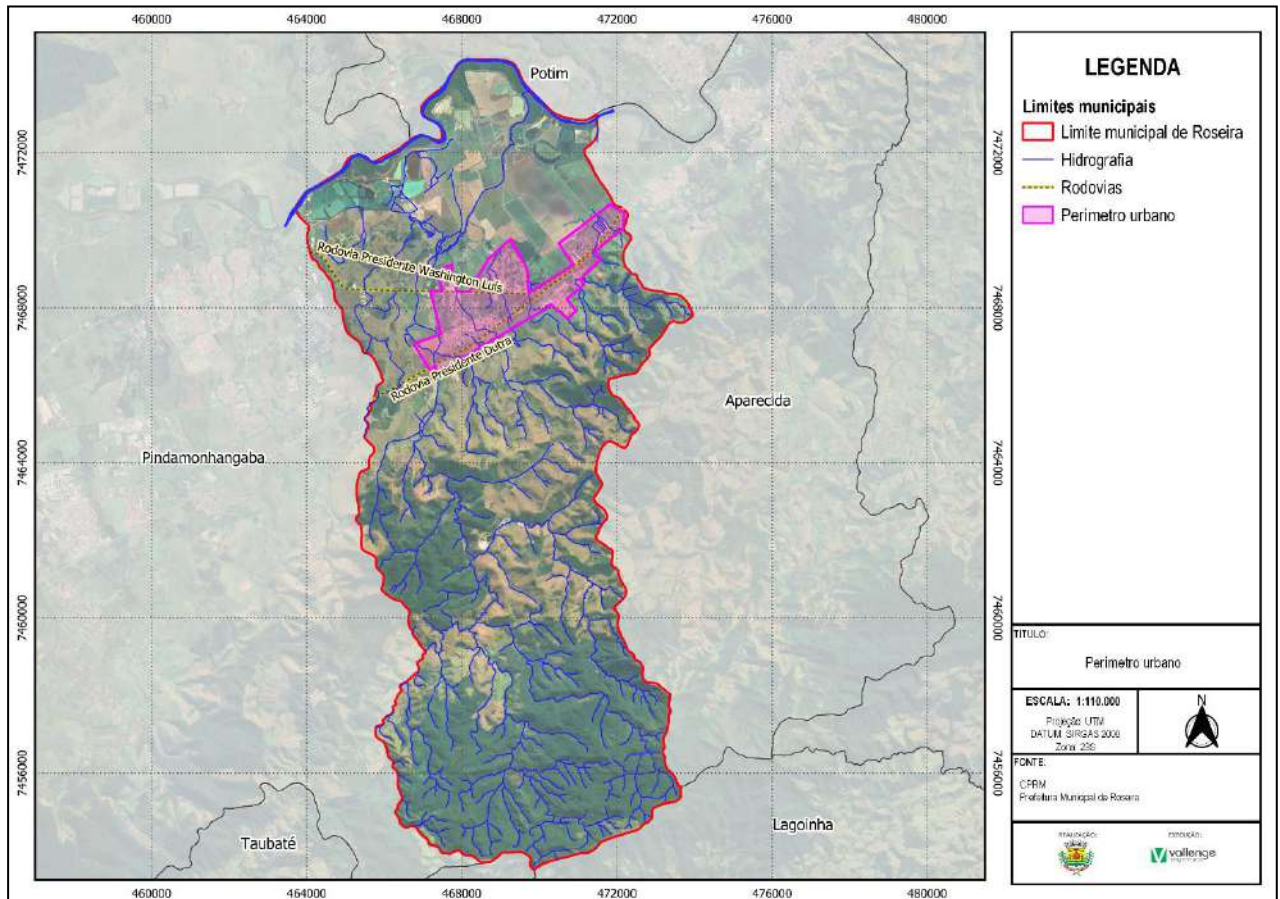 460000 464000 468000 472000 476000 480000
LEGENDA
Limites municipais
Limite municipal de Roseira
Hidrografia
Rodovias
Perimetro urbano
Potim
7472000
7472000
Rodovia Presidente Washington Luís
7468000
7468000
Rodovia Presidente Dutra
Aparecida
Pindamonhangaba
7464000
7464000
7460000
7460000
TÍTULO:
Perimetro urbano
ESCALA: 1:110.000
Projeção UTM
DATUM SIRGAS 2000
Zona 23S
N
7456000
7456000
FONTE:
CPRM
Prefeitura Municipal de Roseira
Taubaté
Lagoinha
REALIZAÇÃO:
EXECUÇÃO:
vallenge
460000 464000 468000 472000 476000 480000